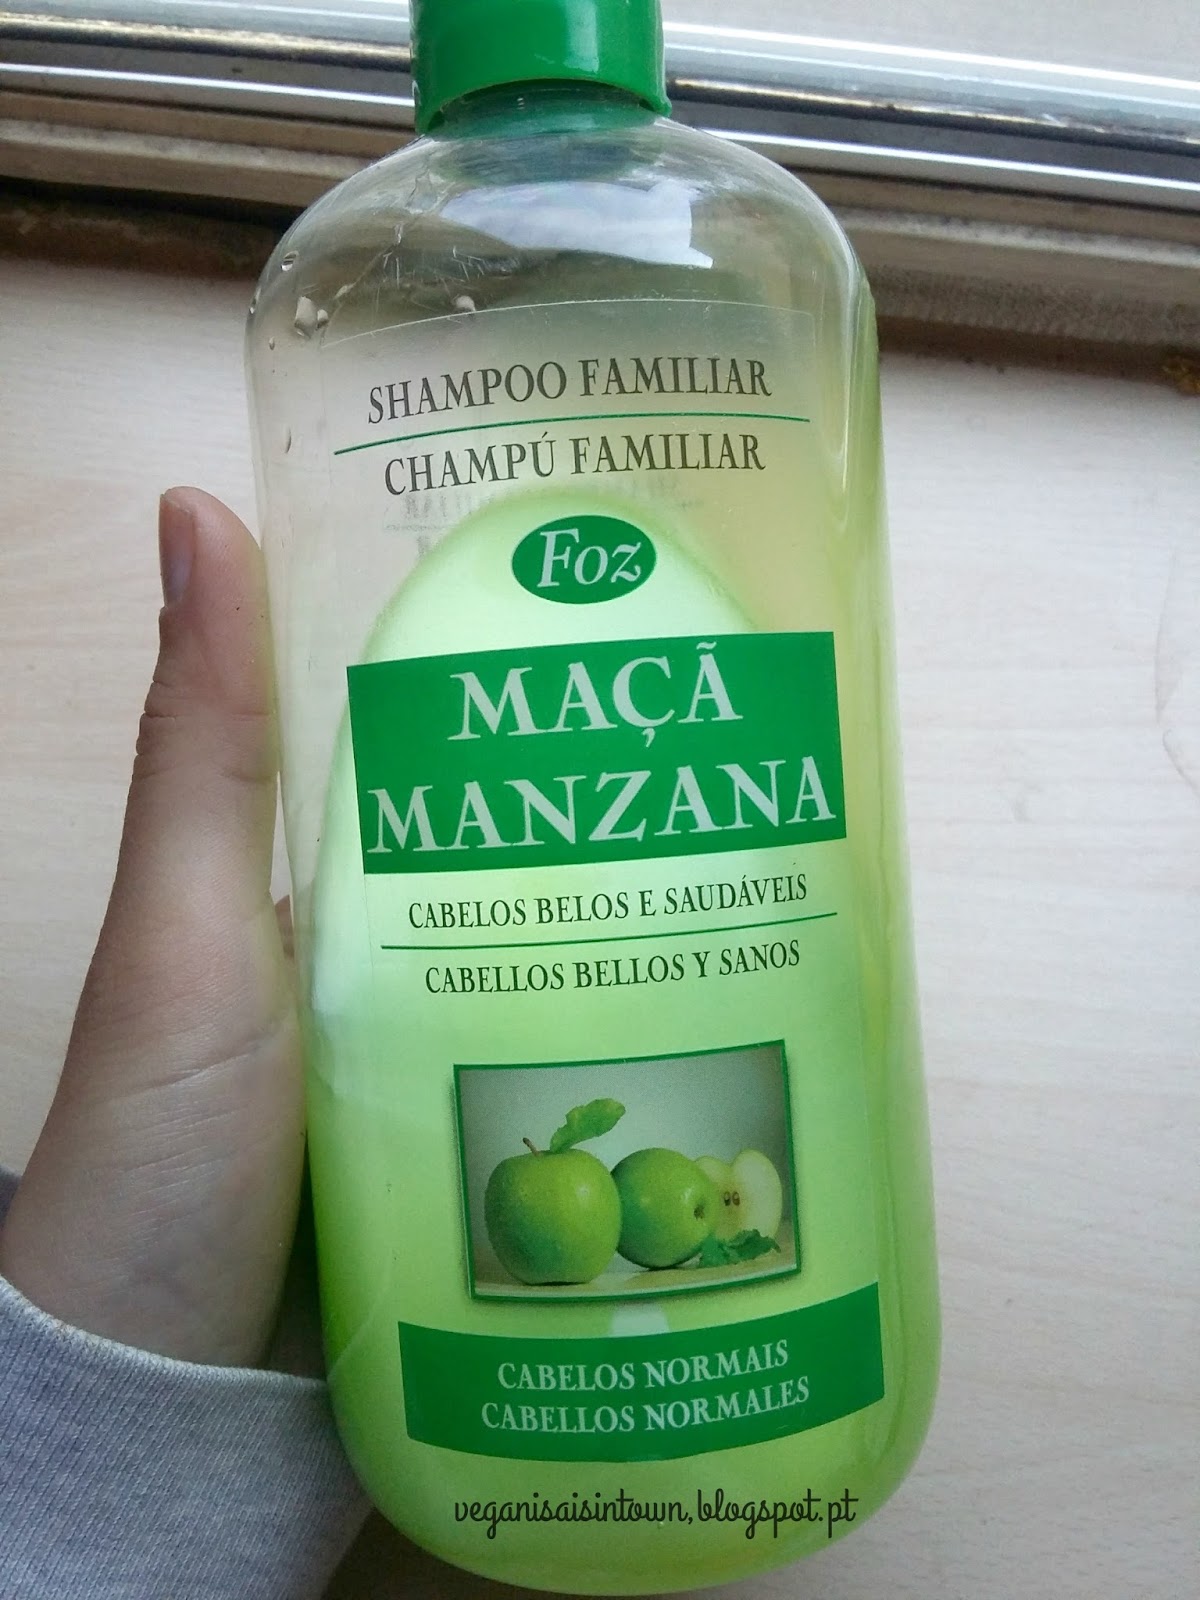 SHAMPOO FAMILIAR
CHAMPÚ FAMILIAR
Foz
MAÇÃ
MANZANA
CABELOS BELOS E SAUDÁVEIS
CABELLOS BELLOS Y SANOS
CABELOS NORMAIS
CABELLOS NORMALES
veganisaisintown,blogspot.pt